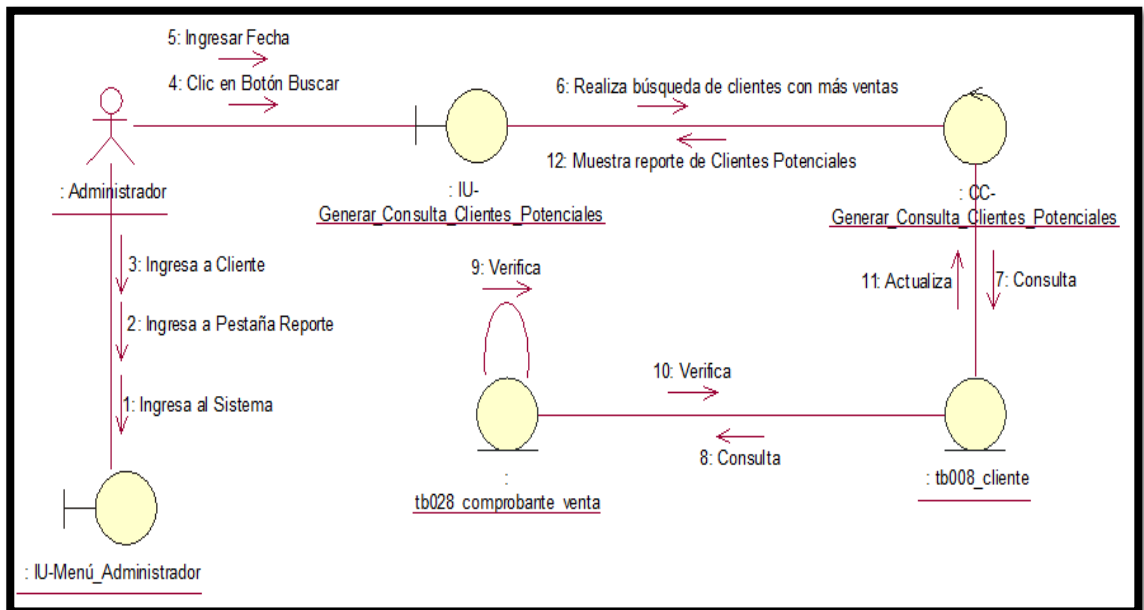 5: Ingresar Fecha
4: Clic en Botón Buscar
6: Realiza búsqueda de clientes con más ventas
12: Muestra reporte de Clientes Potenciales
: Administrador
: IU-
Generar_Consulta_Clientes_Potenciales
: CC-
Generar_Consulta_Clientes_Potenciales
3: Ingresa a Cliente
9: Verifica
11: Actualiza
7: Consulta
2: Ingresa a Pestaña Reporte
10: Verifica
1: Ingresa al Sistema
8: Consulta
:
tb028_comprobante_venta
: tb008_cliente
: IU-Menú_Administrador